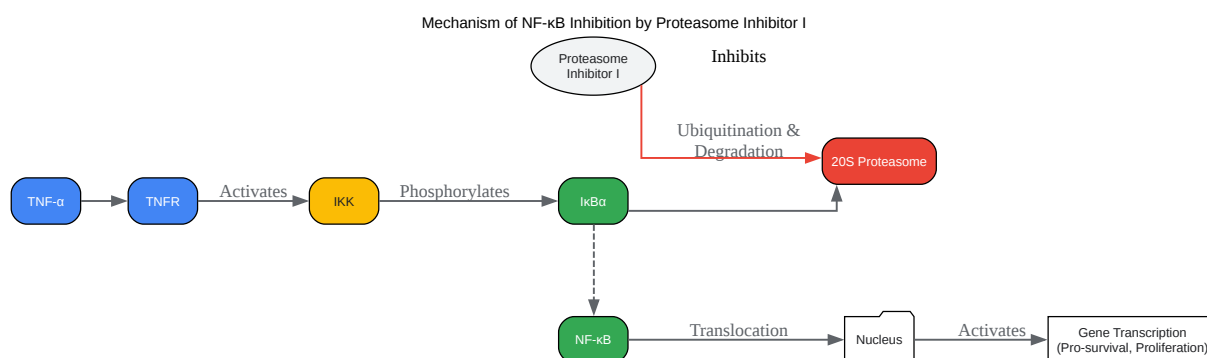 Mechanism of NF-κB Inhibition by Proteasome Inhibitor I
Proteasome
Inhibitor I
Inhibits
Ubiquitination &
Degradation
20S Proteasome
TNF-α
TNFR
Activates
IKK
Phosphorylates
IκBα
NF-κB
Translocation
Nucleus
Activates
Gene Transcription
(Pro-survival, Proliferation)